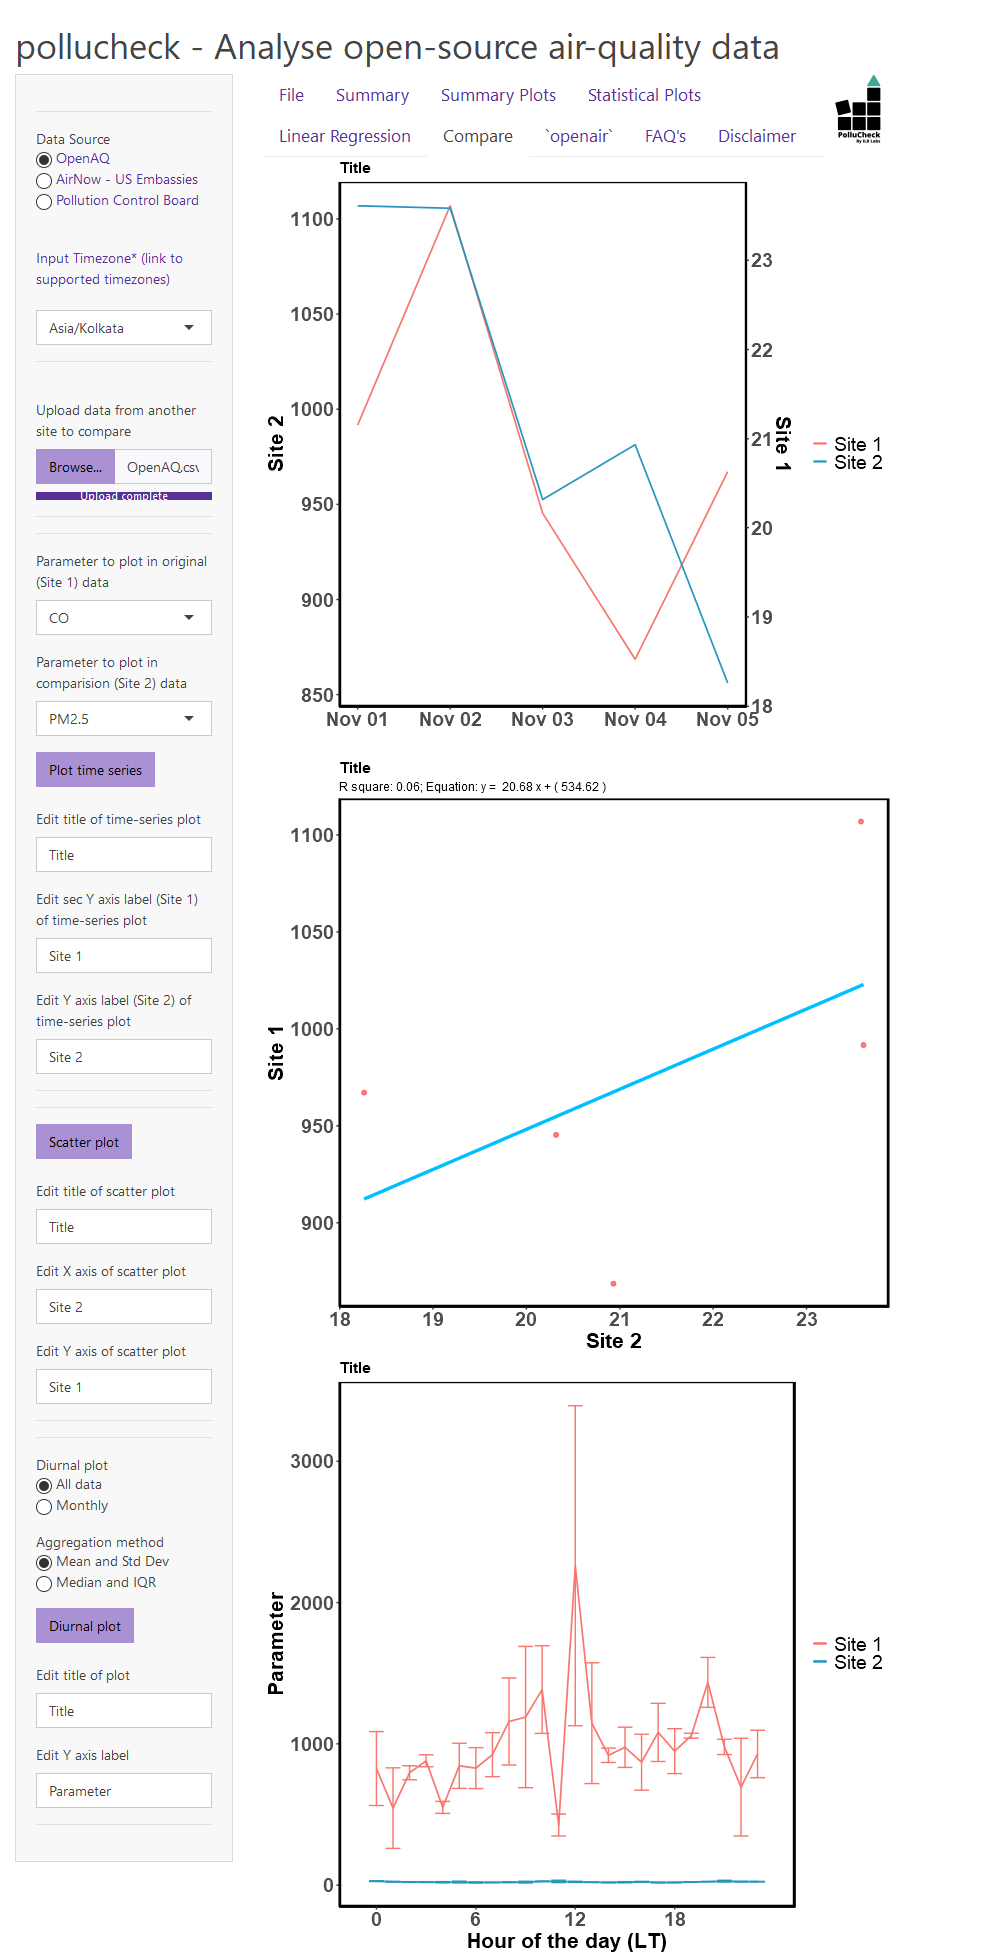 pollucheck - Analyse open-source air-quality data
Data Source
OpenAQ
AirNow - US Embassies
Pollution Control Board
Input Timezone* (link to
supported timezones)
Asia/Kolkata
Upload data from another
site to compare
Browse... OpenAQ.csv
Upload complete
Parameter to plot in original
(Site 1) data
CO
Parameter to plot in
comparision (Site 2) data
PM2.5
Plot time series
Edit title of time-series plot
Title
Edit sec Y axis label (Site 1)
of time-series plot
Site 1
Edit Y axis label (Site 2) of
time-series plot
Site 2
Scatter plot
Edit title of scatter plot
Title
Edit X axis of scatter plot
Site 2
Edit Y axis of scatter plot
Site 1
Diurnal plot
All data
Monthly
Aggregation method
Mean and Std Dev
Median and IQR
Diurnal plot
Edit title of plot
Title
Edit Y axis label
Parameter
File Summary Summary Plots Statistical Plots
Linear Regression Compare `openair` FAQ's Disclaimer
PolluCheck
By ILK Labs
Title
1100
1050
1000
950
900
850
Site 2
23
22
21
20
19
18
Site 1
Nov 01 Nov 02 Nov 03 Nov 04 Nov 05
Site 1
Site 2
Title
R square: 0.06; Equation: y = 20.68 x + ( 534.62 )
1100
1050
1000
950
900
Site 1
18 19 20 21 22 23
Site 2
Title
3000
2000
1000
0
Parameter
0 6 12 18
Hour of the day (LT)
Site 1
Site 2